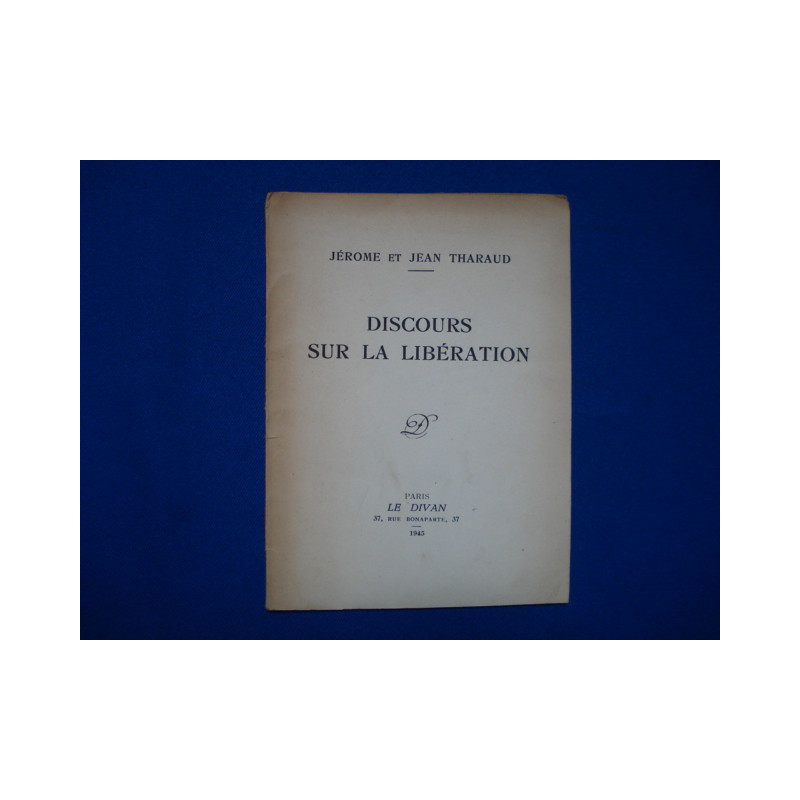 JÉROME ET JEAN THARAUD
DISCOURS
SUR LA LIBÉRATION
D
PARIS
LE DIVAN
37, RUE BONAPARTE, 37
1945